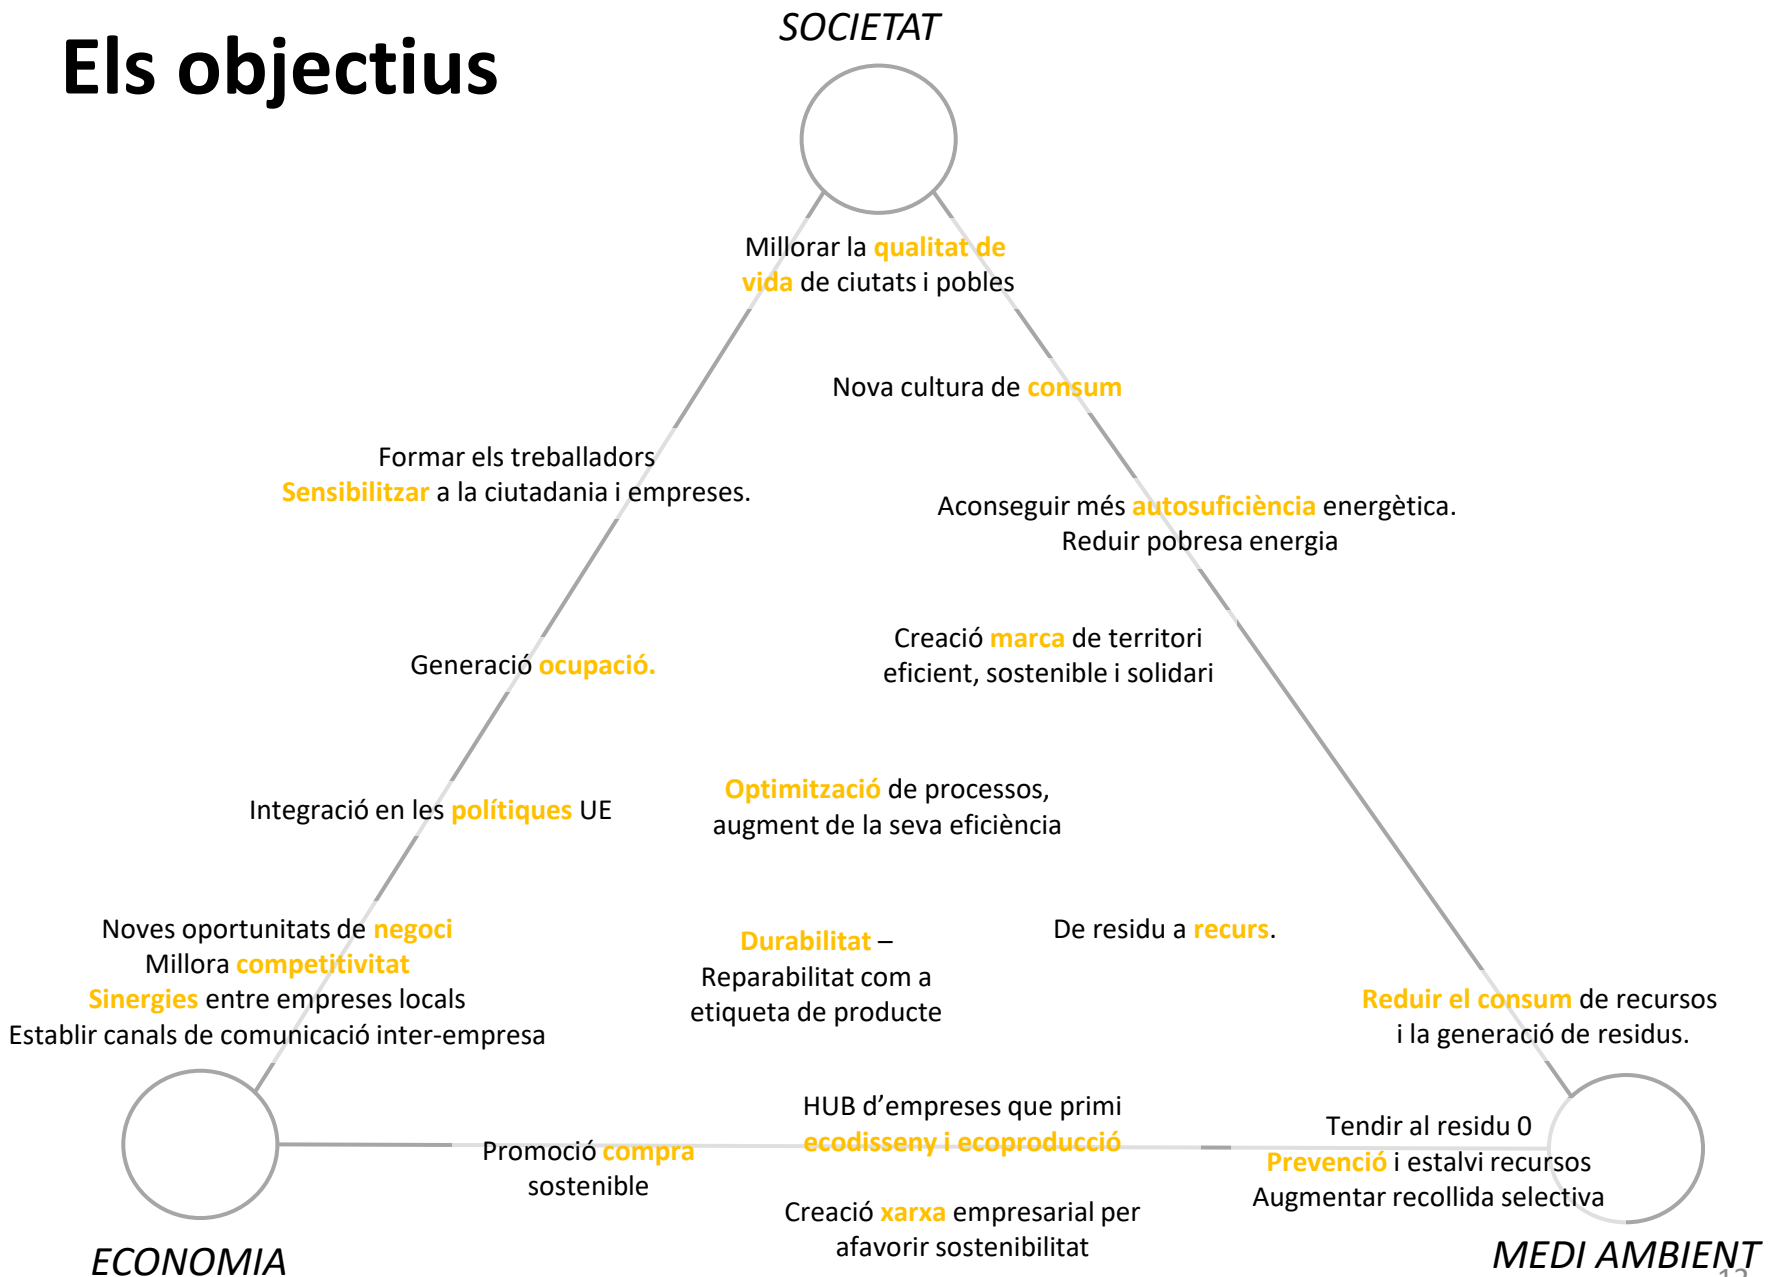 Els objectius
SOCIETAT
Millorar la qualitat de
vida de ciutats i pobles
Nova cultura de consum
Formar els treballadors
Sensibilitzar a la ciutadania i empreses.
Aconseguir més autosuficiència energètica.
Reduir pobresa energia
Generació ocupació.
Creació marca de territori
eficient, sostenible i solidari
Integració en les polítiques UE
Optimització de processos,
augment de la seva eficiència
Noves oportunitats de negoci
Millora competitivitat
Sinergies entre empreses locals
Establir canals de comunicació inter-empresa
Durabilitat –
Reparabilitat com a
etiqueta de producte
De residu a recurs.
Reduir el consum de recursos
i la generació de residus.
Promoció compra
sostenible
HUB d’empreses que primi
ecodisseny i ecoproducció
Tendir al residu 0
Prevenció i estalvi recursos
Augmentar recollida selectiva
Creació xarxa empresarial per
afavorir sostenibilitat
ECONOMIA
MEDI AMBIENT
12